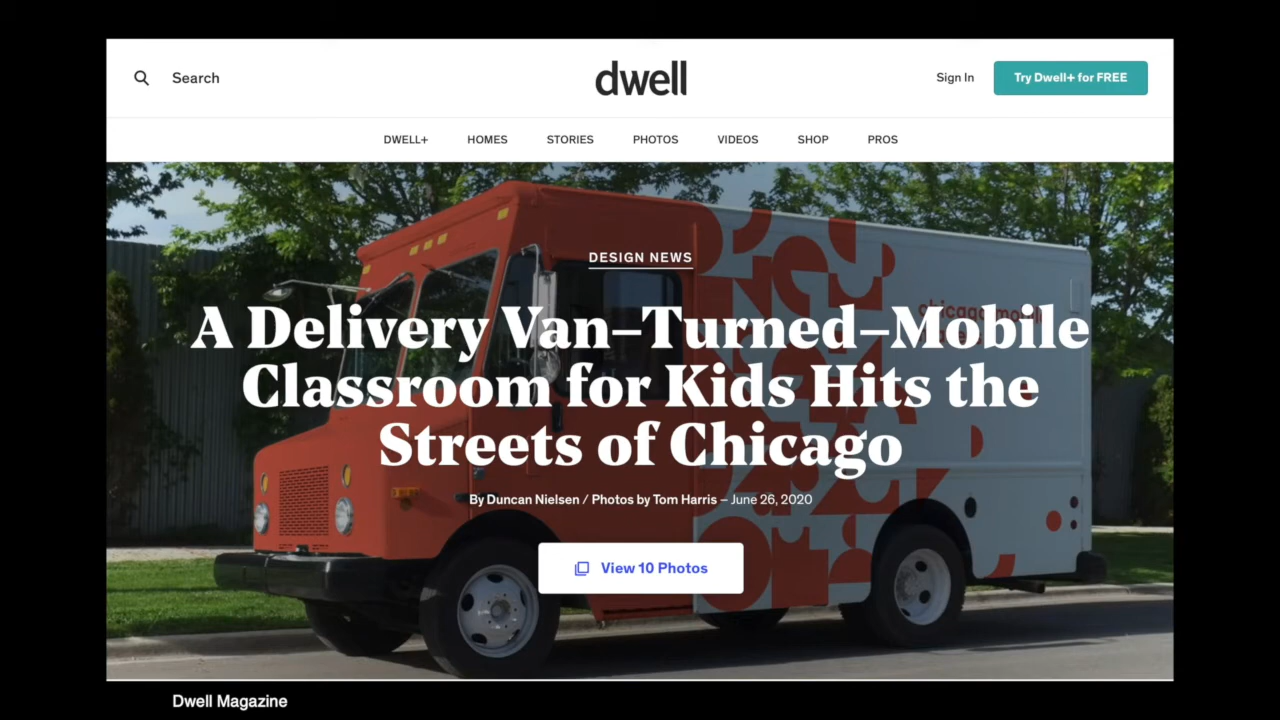 Search
dwell
Sign In
Try Dwell+ for FREE
DWELL+ HOMES STORIES PHOTOS VIDEOS SHOP PROS
DESIGN NEWS
A Delivery Van–Turned–Mobile
Classroom for Kids Hits the
Streets of Chicago
By Duncan Nielsen / Photos by Tom Harris – June 26, 2020
View 10 Photos
Dwell Magazine